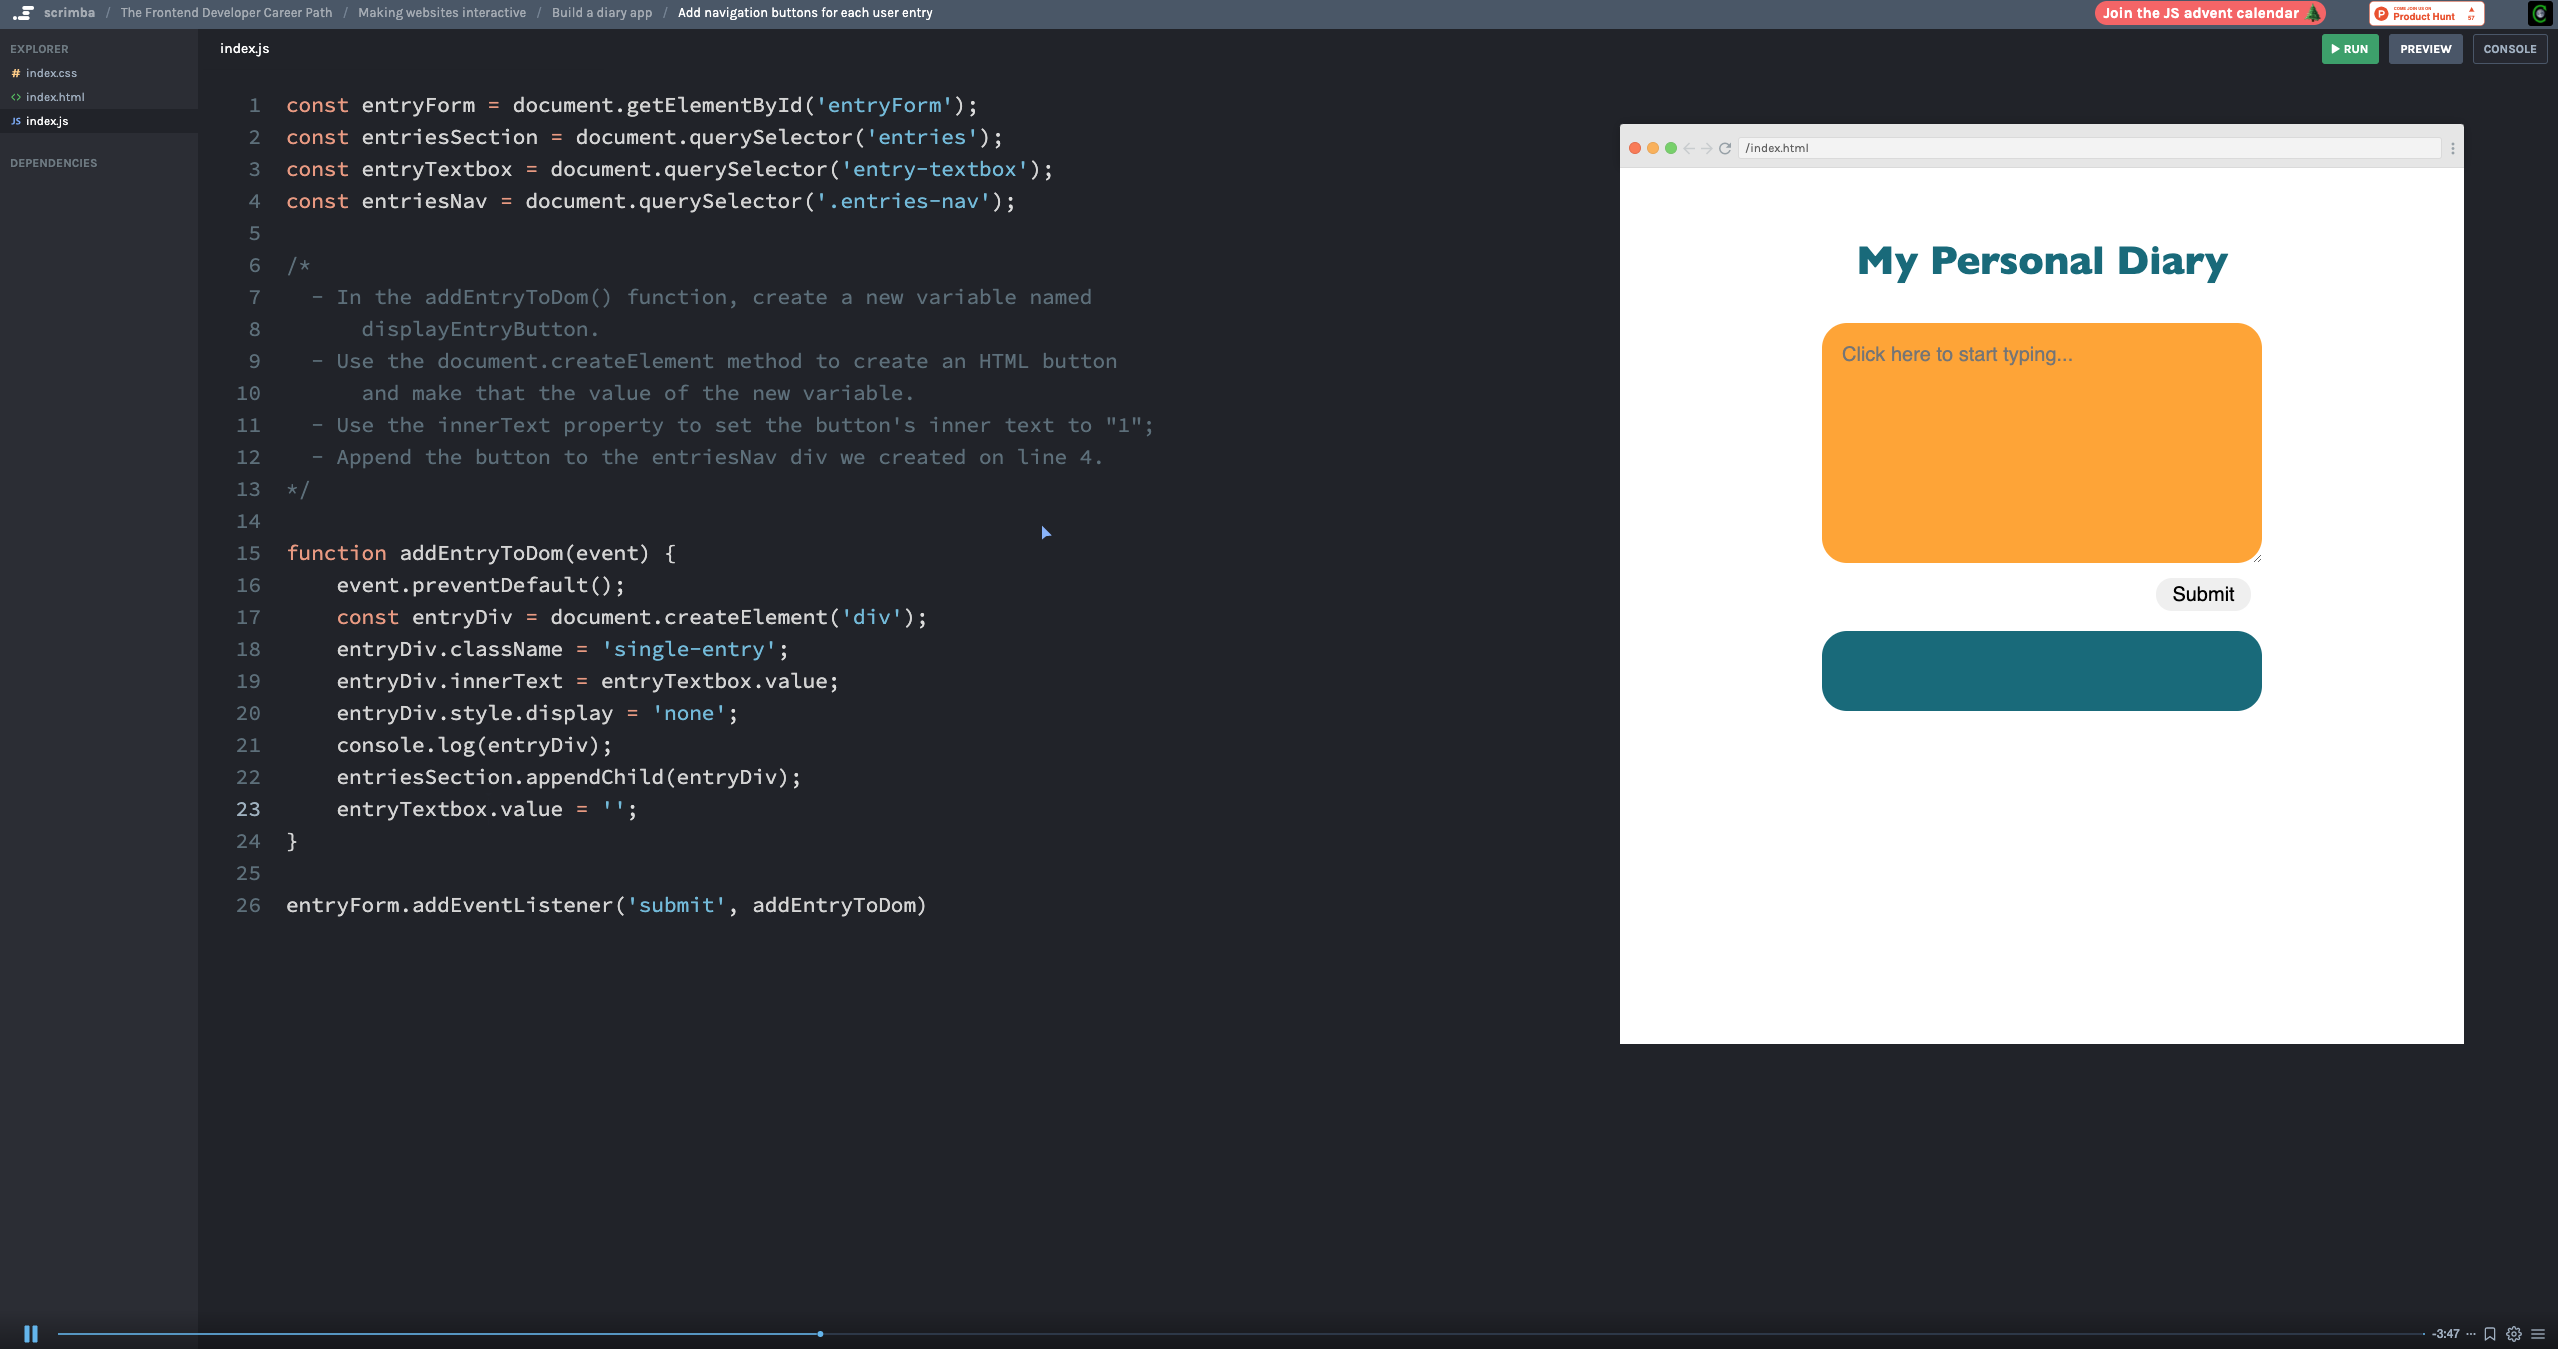 scrimba / The Frontend Developer Career Path / Making websites interactive / Build a diary app / Add navigation buttons for each user entry
Join the JS advent calendar
COME JOIN US ON
Product Hunt
57
EXPLORER
# index.css
<> index.html
JS index.js
DEPENDENCIES
index.js
RUN
PREVIEW
CONSOLE
1 const entryForm = document.getElementById('entryForm');
2 const entriesSection = document.querySelector('entries');
3 const entryTextbox = document.querySelector('entry-textbox');
4 const entriesNav = document.querySelector('.entries-nav');
5
6 /*
7 - In the addEntryToDom() function, create a new variable named
8 displayEntryButton.
9 - Use the document.createElement method to create an HTML button
10 and make that the value of the new variable.
11 - Use the innerText property to set the button's inner text to "1";
12 - Append the button to the entriesNav div we created on line 4.
13 */
14
15 function addEntryToDom(event) {
16 event.preventDefault();
17 const entryDiv = document.createElement('div');
18 entryDiv.className = 'single-entry';
19 entryDiv.innerText = entryTextbox.value;
20 entryDiv.style.display = 'none';
21 console.log(entryDiv);
22 entriesSection.appendChild(entryDiv);
23 entryTextbox.value = '';
24 }
25
26 entryForm.addEventListener('submit', addEntryToDom)
/index.html
My Personal Diary
Click here to start typing...
Submit
-3:47